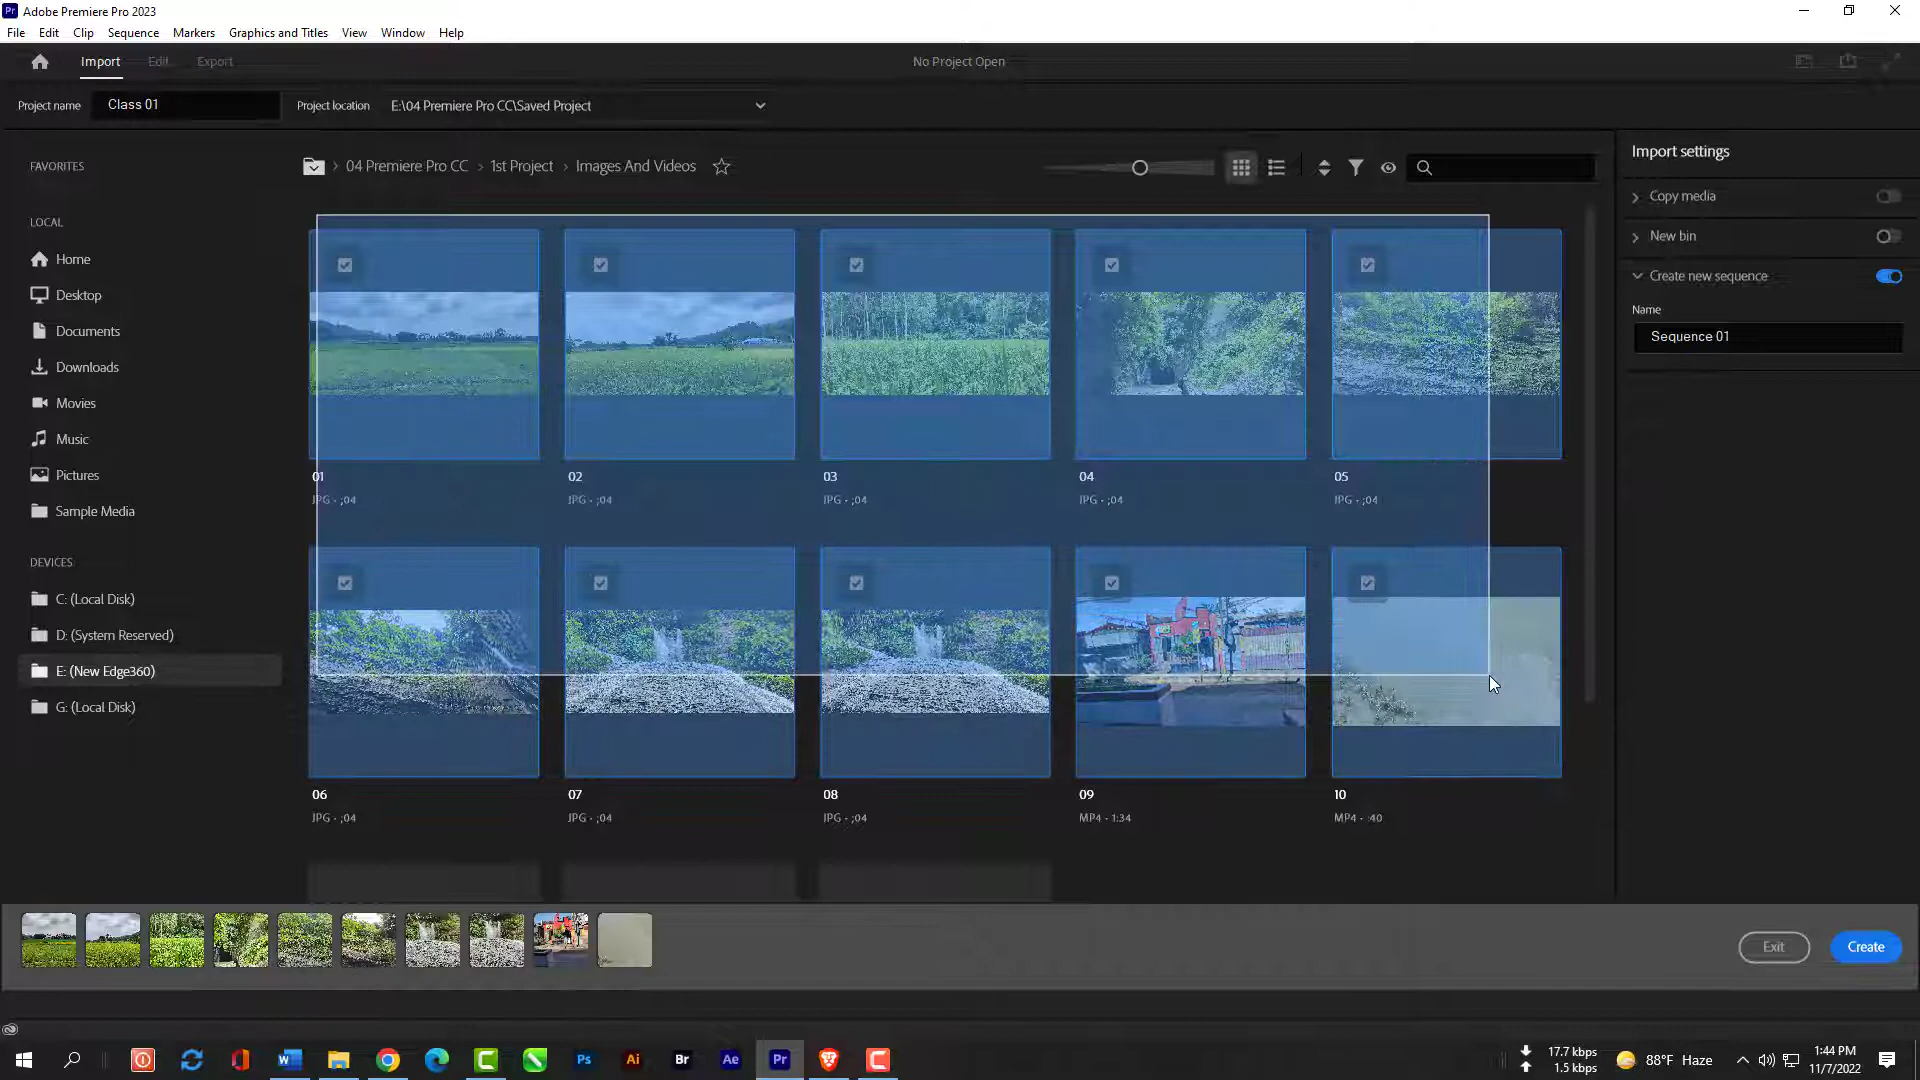 Adobe Premiere Pro 2023
File Edit Clip Sequence Markers Graphics and Titles View Window Help
Import Edit Export No Project Open
Project name Class 01 Project location E:\04 Premiere Pro CC\Saved Project
FAVORITES
04 Premiere Pro CC › 1st Project › Images And Videos
Import settings
Copy media
New bin
Create new sequence
Name
Sequence 01
LOCAL
Home
Desktop
Documents
Downloads
Movies
Music
Pictures
Sample Media
DEVICES
C: (Local Disk)
D: (System Reserved)
E: (New Edge360)
G: (Local Disk)
01 02 03 04 05
JPG - ;04 JPG - ;04 JPG - ;04 JPG - ;04 JPG - ;04
06 07 08 09 10
JPG - ;04 JPG - ;04 JPG - ;04 MP4 - 1:34 MP4 - :40
Exit Create
Ps Ai Br Ae Pr
17.7 kbps
1.5 kbps
88°F Haze
1:44 PM
11/7/2022